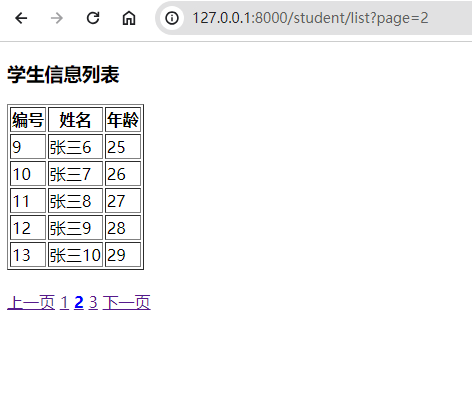 127.0.0.1:8000/student/list?page=2
学生信息列表
编号 姓名 年龄
9 张三6 25
10 张三7 26
11 张三8 27
12 张三9 28
13 张三10 29
上一页 1 2 3 下一页